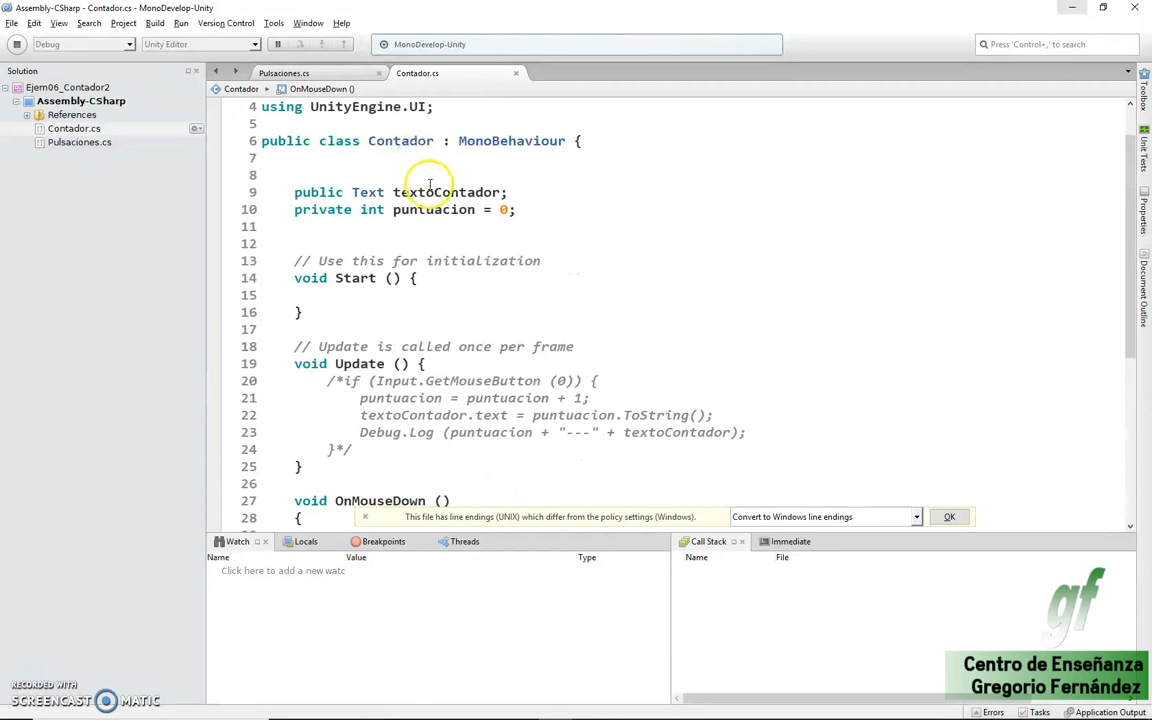 Assembly-CSharp - Contador.cs - MonoDevelop-Unity
File Edit View Search Project Build Run Version Control Tools Window Help
Debug Unity Editor MonoDevelop-Unity Press 'Control+,' to search
Solution
Ejem06_Contador2
Assembly-CSharp
References
Contador.cs
Pulsaciones.cs
Pulsaciones.cs Contador.cs
Contador OnMouseDown ()
4 using UnityEngine.UI;
5
6 public class Contador : MonoBehaviour {
7
8
9 public Text textoContador;
10 private int puntuacion = 0;
11
12
13 // Use this for initialization
14 void Start () {
15
16 }
17
18 // Update is called once per frame
19 void Update () {
20 /*if (Input.GetMouseButton (0)) {
21 puntuacion = puntuacion + 1;
22 textoContador.text = puntuacion.ToString();
23 Debug.Log (puntuacion + "---" + textoContador);
24 }*/
25 }
26
27 void OnMouseDown ()
28 {
This file has line endings (UNIX) which differ from the policy settings (Windows). Convert to Windows line endings OK
Toolbox
Unit Tests
Properties
Document Outline
Watch Locals Breakpoints Threads
Name Value Type
Click here to add a new watc
Call Stack Immediate
Name File
gf
Centro de Enseñanza
Gregorio Fernández
RECORDED WITH
SCREENCAST MATIC
Errors Tasks Application Output